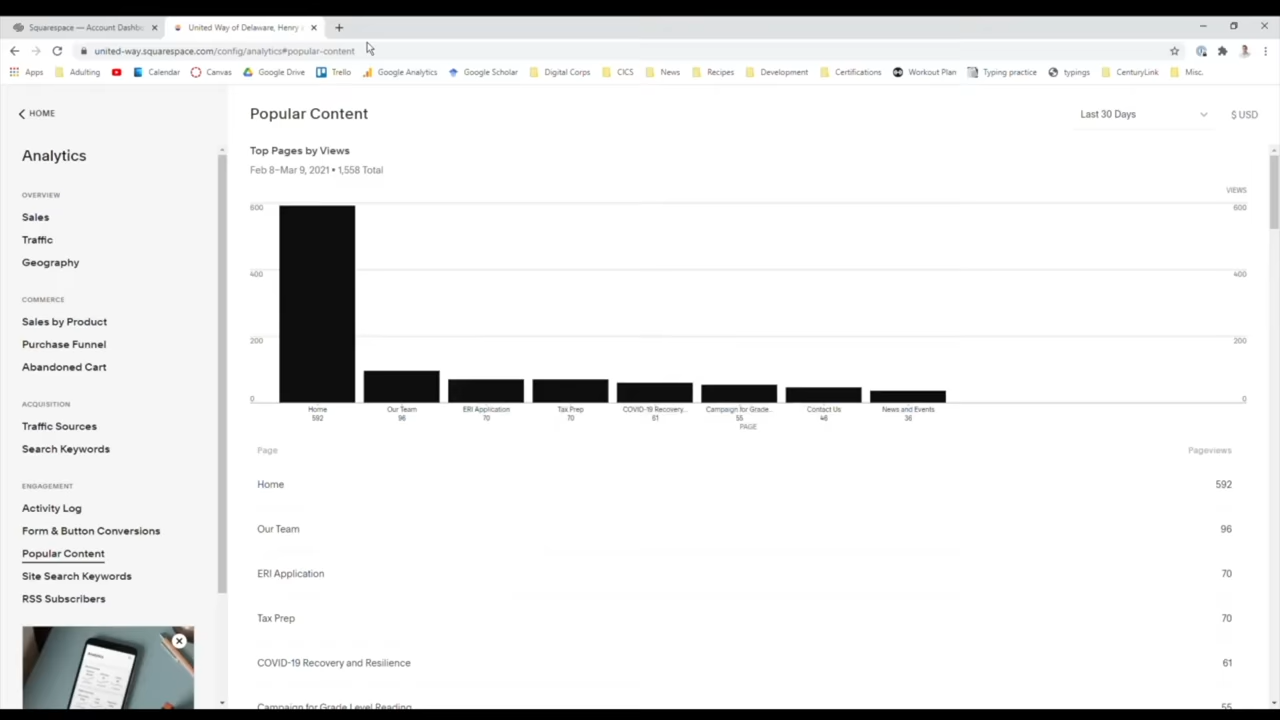 Squarespace — Account Dashb
United Way of Delaware, Henry
united-way.squarespace.com/config/analytics#popular-content
Apps Adulting Calendar Canvas Google Drive Trello Google Analytics Google Scholar Digital Corps CICS News Recipes Development Certifications Workout Plan Typing practice typings CenturyLink Misc.
HOME
Analytics
OVERVIEW
Sales
Traffic
Geography
COMMERCE
Sales by Product
Purchase Funnel
Abandoned Cart
ACQUISITION
Traffic Sources
Search Keywords
ENGAGEMENT
Activity Log
Form & Button Conversions
Popular Content
Site Search Keywords
RSS Subscribers
Analytics
Popular Content
Last 30 Days
$ USD
Top Pages by Views
Feb 8–Mar 9, 2021 • 1,558 Total
VIEWS
600 600
400 400
200 200
0 0
Home Our Team ERI Application Tax Prep COVID-19 Recovery... Campaign for Grade.. Contact Us News and Events
592 96 70 70 61 55 46 36
PAGE
Page Pageviews
Home 592
Our Team 96
ERI Application 70
Tax Prep 70
COVID-19 Recovery and Resilience 61
Campaign for Grade Level Reading 55